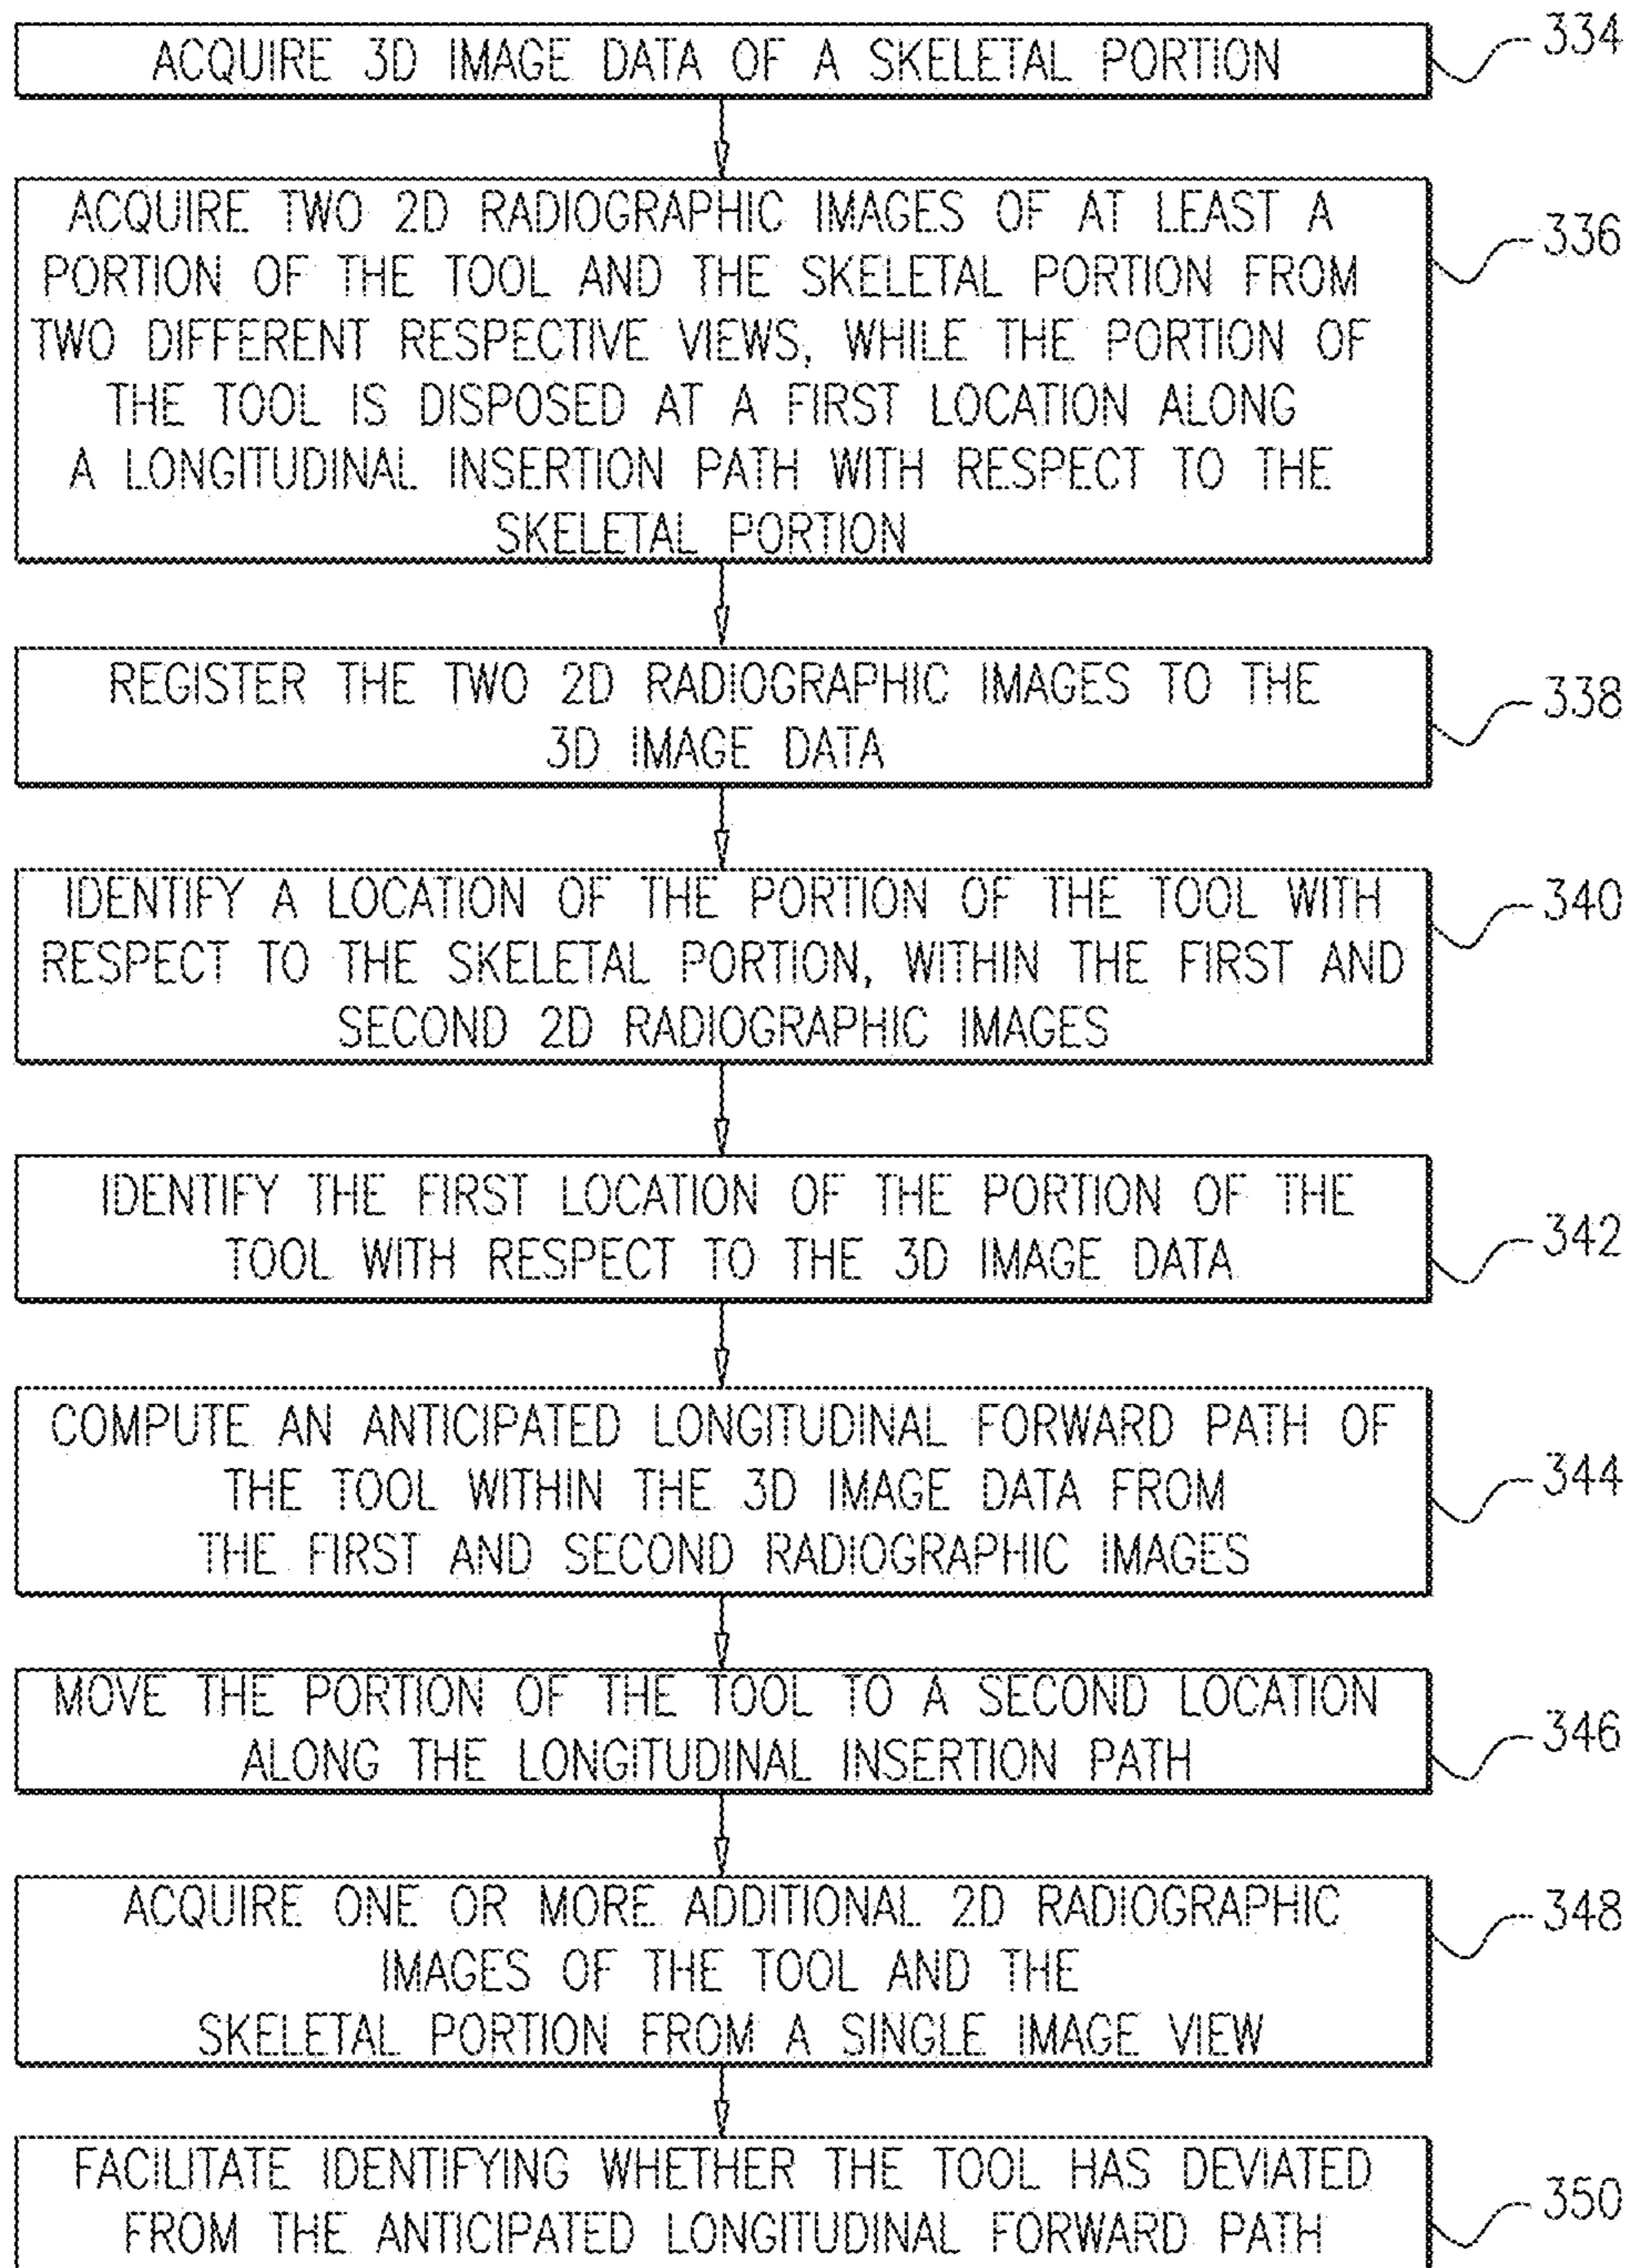 ACQUIRE 3D IMAGE DATA OF A SKELETAL PORTION
334
ACQUIRE TWO 2D RADIOGRAPHIC IMAGES OF AT LEAST A
PORTION OF THE TOOL AND THE SKELETAL PORTION FROM
TWO DIFFERENT RESPECTIVE VIEWS, WHILE THE PORTION OF
THE TOOL IS DISPOSED AT A FIRST LOCATION ALONG
A LONGITUDINAL INSERTION PATH WITH RESPECT TO THE
SKELETAL PORTION
336
REGISTER THE TWO 2D RADIOGRAPHIC IMAGES TO THE
3D IMAGE DATA
338
IDENTIFY A LOCATION OF THE PORTION OF THE TOOL WITH
RESPECT TO THE SKELETAL PORTION, WITHIN THE FIRST AND
SECOND 2D RADIOGRAPHIC IMAGES
340
IDENTIFY THE FIRST LOCATION OF THE PORTION OF THE
TOOL WITH RESPECT TO THE 3D IMAGE DATA
342
COMPUTE AN ANTICIPATED LONGITUDINAL FORWARD PATH OF
THE TOOL WITHIN THE 3D IMAGE DATA FROM
THE FIRST AND SECOND RADIOGRAPHIC IMAGES
344
MOVE THE PORTION OF THE TOOL TO A SECOND LOCATION
ALONG THE LONGITUDINAL INSERTION PATH
346
ACQUIRE ONE OR MORE ADDITIONAL 2D RADIOGRAPHIC
IMAGES OF THE TOOL AND THE
SKELETAL PORTION FROM A SINGLE IMAGE VIEW
348
FACILITATE IDENTIFYING WHETHER THE TOOL HAS DEVIATED
FROM THE ANTICIPATED LONGITUDINAL FORWARD PATH
350